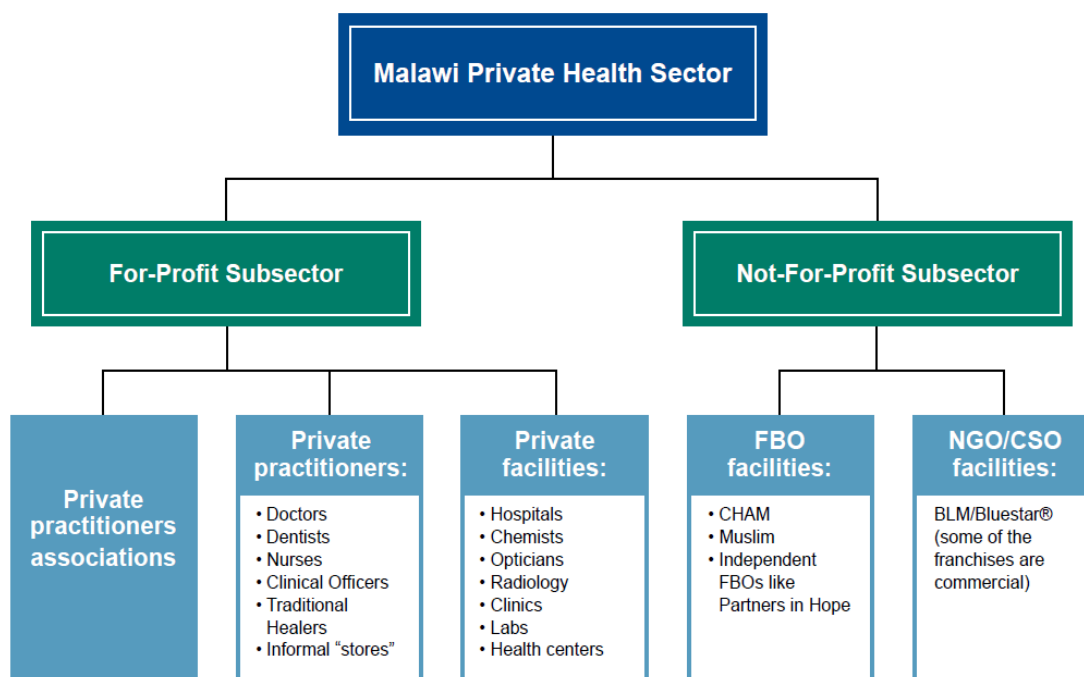 Malawi Private Health Sector
For-Profit Subsector
Not-For-Profit Subsector
Private
practitioners
associations
Private
practitioners:
• Doctors
• Dentists
• Nurses
• Clinical Officers
• Traditional
Healers
• Informal “stores”
Private
facilities:
• Hospitals
• Chemists
• Opticians
• Radiology
• Clinics
• Labs
• Health centers
FBO
facilities:
• CHAM
• Muslim
• Independent
FBOs like
Partners in Hope
NGO/CSO
facilities:
BLM/Bluestar®
(some of the
franchises are
commercial)